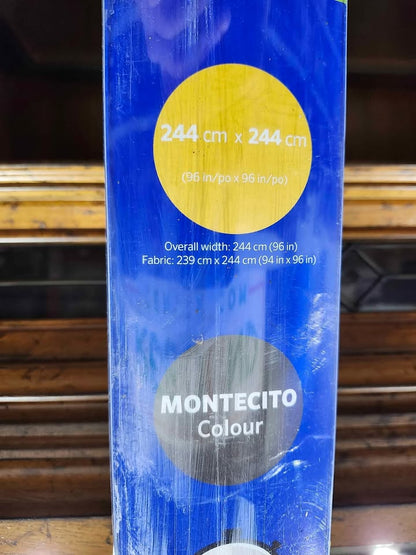 244 cm x 244 cm
(96 in/po x 96 in/po)
Overall width: 244 cm (96 in)
Fabric: 239 cm x 244 cm (94 in x 96 in)
MONTECITO
Colour